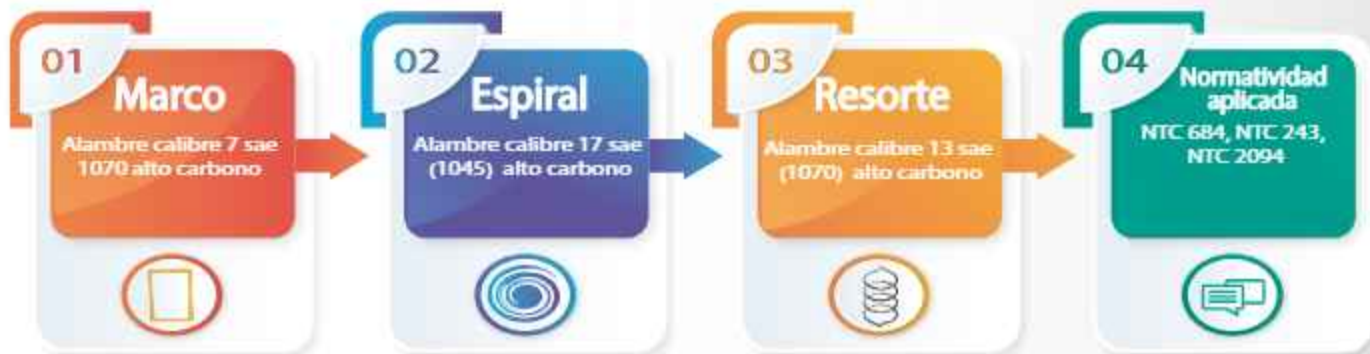 01
Marco
Alambre calibre 7 sae
1070 alto carbono
02
Espiral
Alambre calibre 17 sae
(1045) alto carbono
03
Resorte
Alambre calibre 13 sae
(1070) alto carbono
04
Normatividad
aplicada
NTC 684, NTC 243,
NTC 2094